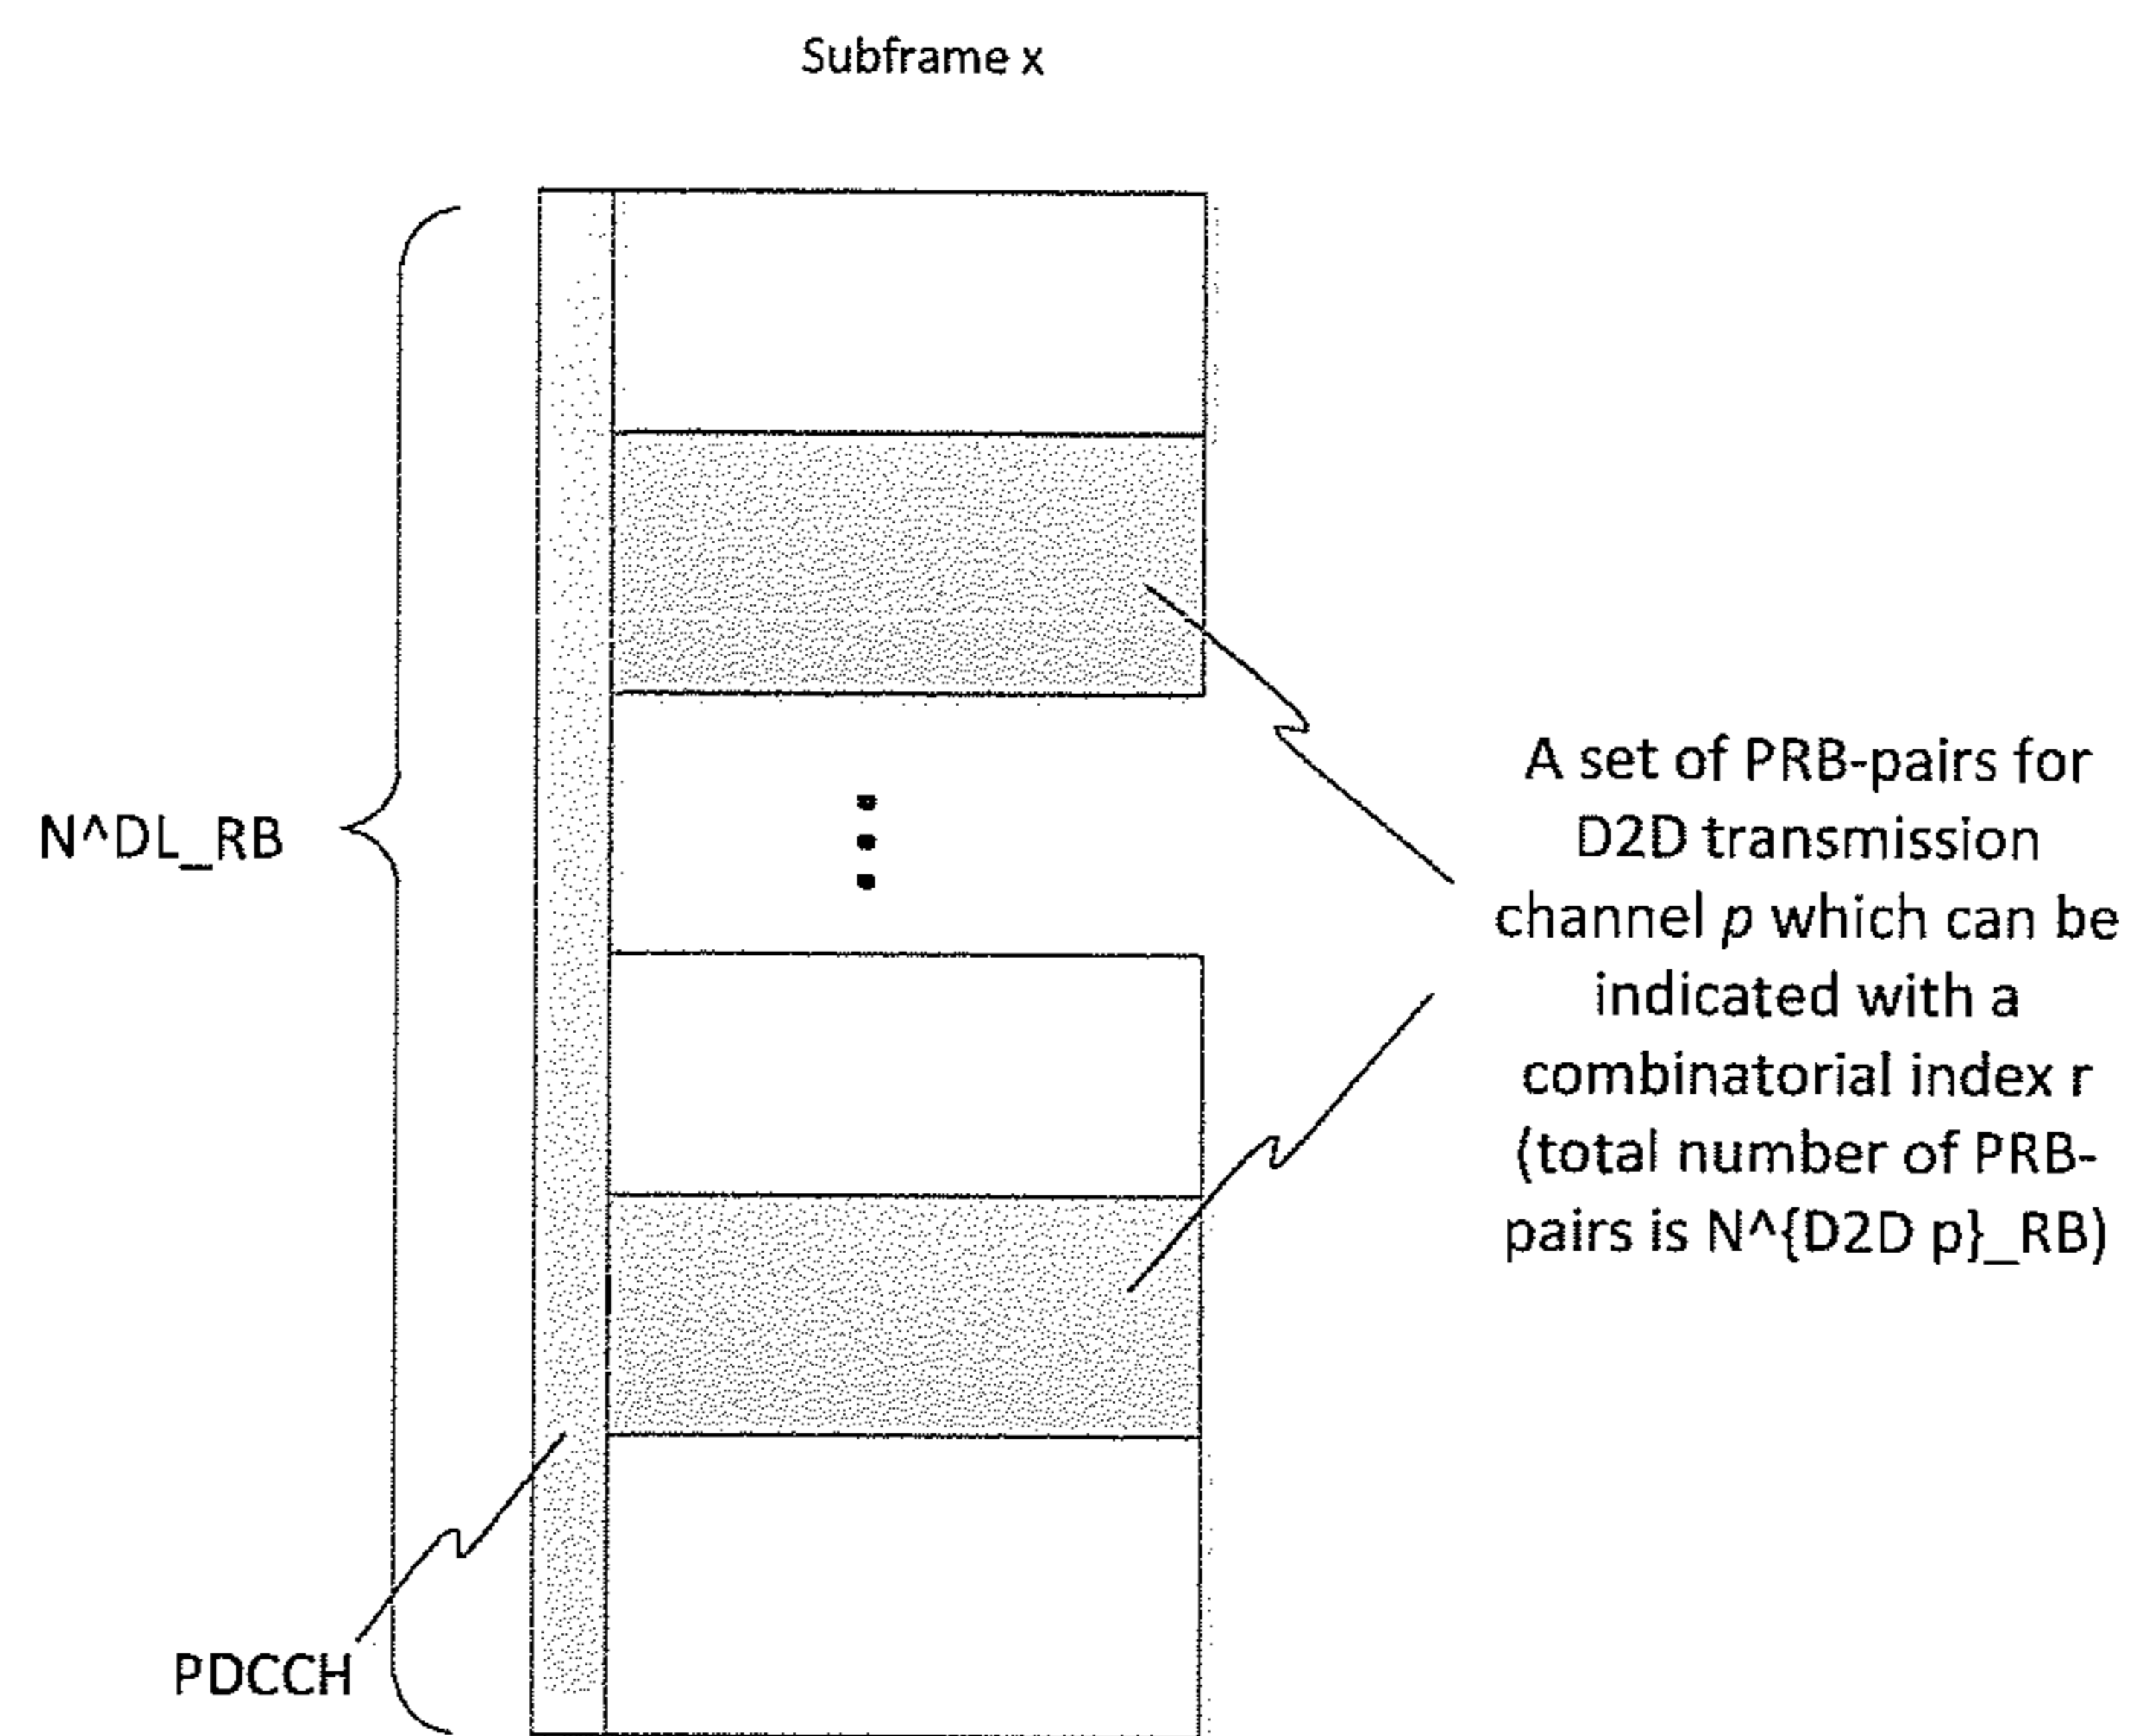 Subframe x
N^DL_RB
A set of PRB-pairs for
D2D transmission
channel p which can be
indicated with a
combinatorial index r
(total number of PRB-
pairs is N^{D2D p}_RB)
PDCCH